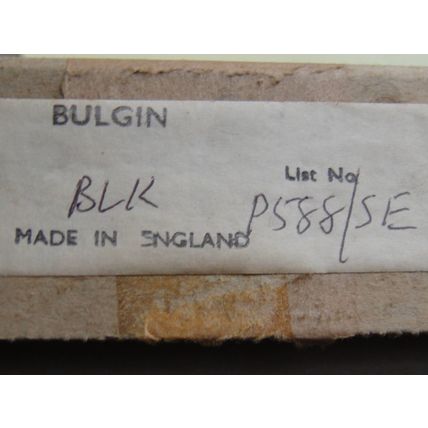 BULGIN
List No
BLK P588/SE
MADE IN ENGLAND